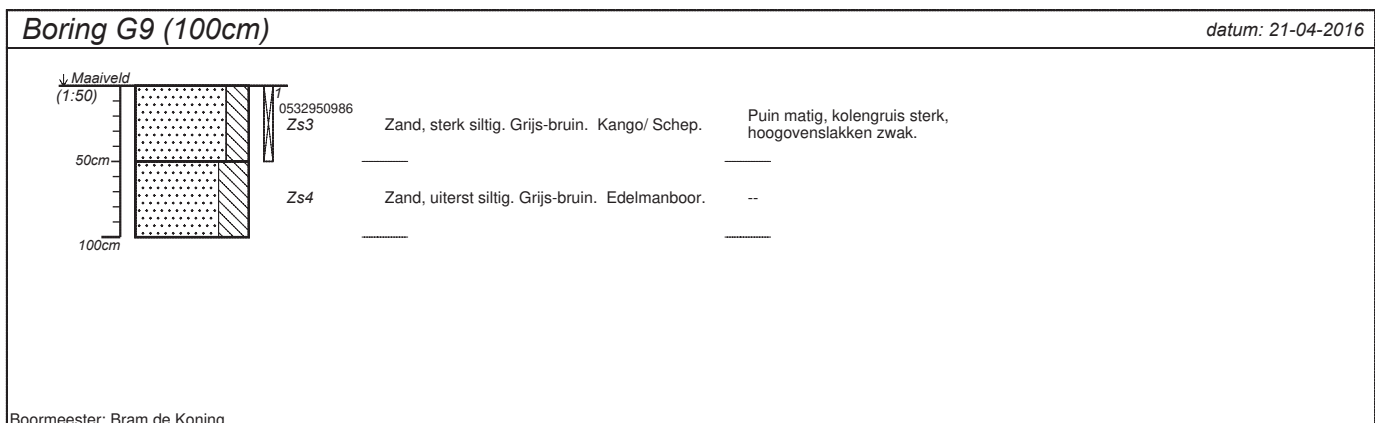 Boring G9 (100cm)
datum: 21-04-2016
Maaiveld
(1:50)
1
0532950986
Zs3
Zand, sterk siltig. Grijs-bruin. Kango/ Schep.
Puin matig, kolengruis sterk,
hoogovenslakken zwak.
50cm
Zs4
Zand, uiterst siltig. Grijs-bruin. Edelmanboor.
--
100cm
Boormeester: Bram de Koning